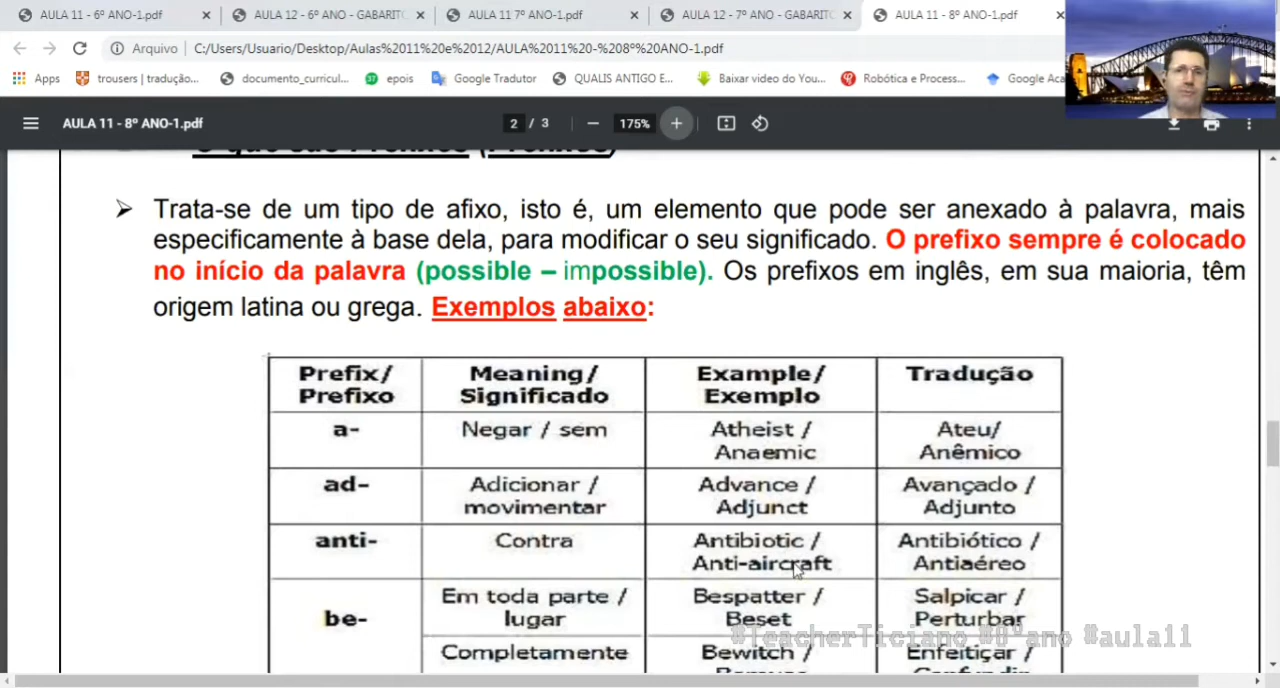 AULA 11 - 6º ANO-1.pdf
AULA 12 - 6º ANO - GABARITO
AULA 11 7º ANO-1.pdf
AULA 12 - 7º ANO - GABARITO
AULA 11 - 8º ANO-1.pdf
Arquivo | C:/Users/Usuario/Desktop/Aulas%2011%20e%2012/AULA%2011%20-%208º%20ANO-1.pdf
Apps
trousers | tradução...
documento_curricul...
epois
Google Tradutor
QUALIS ANTIGO E...
Baixar video do You...
Robótica e Process...
Google Aca
AULA 11 - 8º ANO-1.pdf
2 / 3
175%
O que são Prefixos (Prefixes)
Trata-se de um tipo de afixo, isto é, um elemento que pode ser anexado à palavra, mais
especificamente à base dela, para modificar o seu significado. O prefixo sempre é colocado
no início da palavra (possible – impossible). Os prefixos em inglês, em sua maioria, têm
origem latina ou grega. Exemplos abaixo:
Prefix/ Meaning/ Example/ Tradução
Prefixo Significado Exemplo
a- Negar / sem Atheist / Ateu/
Anaemic Anêmico
ad- Adicionar / Advance / Avançado /
movimentar Adjunct Adjunto
anti- Contra Antibiotic / Antibiótico /
Anti-aircraft Antiaéreo
be- Em toda parte / Bespatter / Salpicar /
lugar Beset Perturbar
Completamente Bewitch / Enfeitiçar /
#TeacherTiciano #8ºano #aula11